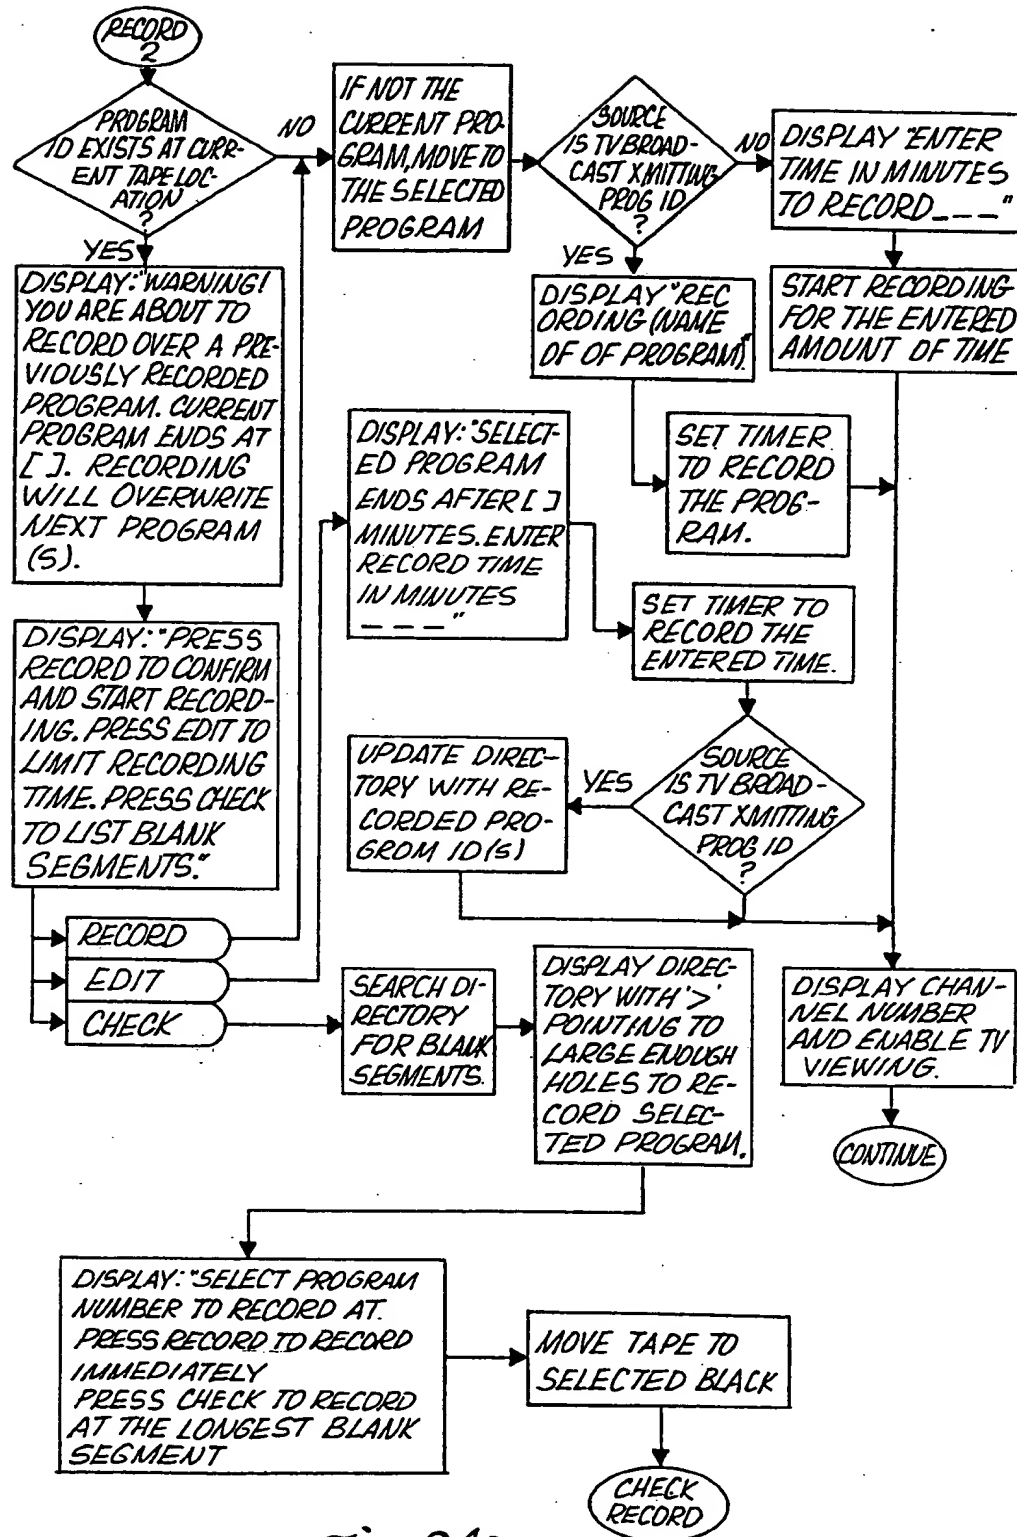 RECORD
2
PROGRAM
ID EXISTS AT CURR-
ENT TAPE LOC-
ATION
?
NO
YES
IF NOT THE
CURRENT PRO-
GRAM, MOVE TO
THE SELECTED
PROGRAM
SOURCE
IS TV BROAD-
CAST XMITTING
PROG ID
?
NO
YES
DISPLAY "ENTER
TIME IN MINUTES
TO RECORD___"
START RECORDING
FOR THE ENTERED
AMOUNT OF TIME
DISPLAY "REC
ORDING (NAME
OF OF PROGRAM)."
SET TIMER
TO RECORD
THE PROG-
RAM.
DISPLAY: "WARNING!
YOU ARE ABOUT TO
RECORD OVER A PRE-
VIOUSLY RECORDED
PROGRAM. CURRENT
PROGRAM ENDS AT
[ ]. RECORDING
WILL OVERWRITE
NEXT PROGRAM
(S).
DISPLAY: "PRESS
RECORD TO CONFIRM
AND START RECORD-
ING. PRESS EDIT TO
LIMIT RECORDING
TIME. PRESS CHECK
TO LIST BLANK
SEGMENTS."
RECORD
EDIT
CHECK
DISPLAY: "SELECT-
ED PROGRAM
ENDS AFTER [ ]
MINUTES. ENTER
RECORD TIME
IN MINUTES
_ _ _"
SET TIMER TO
RECORD THE
ENTERED TIME.
SOURCE
IS TV BROAD-
CAST XMITTING
PROG ID
?
YES
UPDATE DIREC-
TORY WITH RE-
CORDED PRO-
GROM ID(S)
SEARCH DI-
RECTORY
FOR BLANK
SEGMENTS.
DISPLAY DIREC-
TORY WITH '>'
POINTING TO
LARGE ENOUGH
HOLES TO RE-
CORD SELEC-
TED PROGRAM.
DISPLAY CHAN-
NEL NUMBER
AND ENABLE TV
VIEWING.
CONTINUE
DISPLAY: "SELECT PROGRAM
NUMBER TO RECORD AT.
PRESS RECORD TO RECORD
IMMEDIATELY
PRESS CHECK TO RECORD
AT THE LONGEST BLANK
SEGMENT
MOVE TAPE TO
SELECTED BLACK
CHECK
RECORD